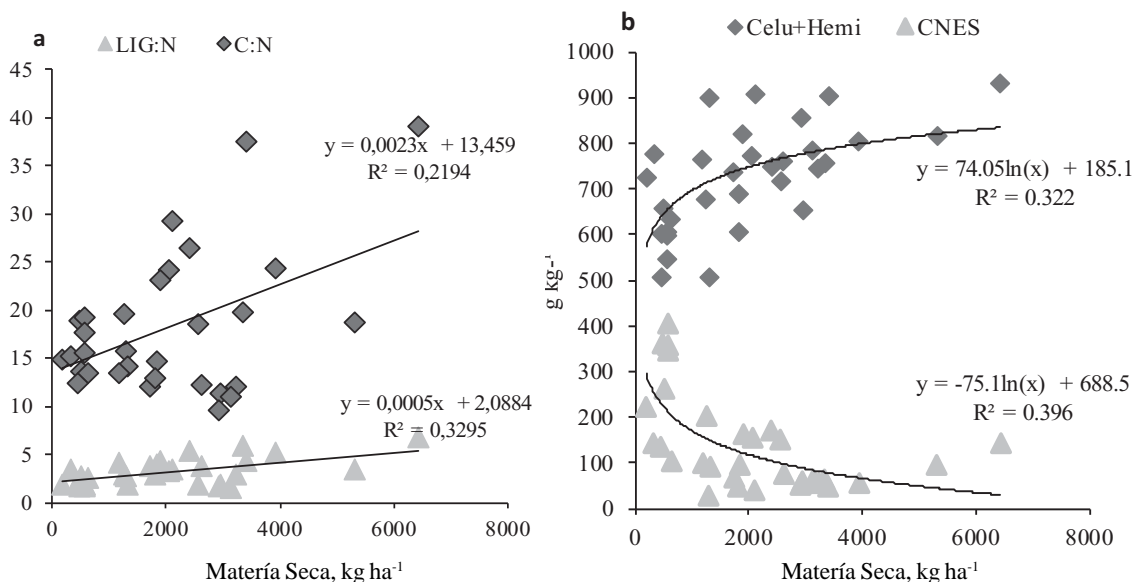 a
LIG:N C:N
45
40
35
30
25
20
15
10
5
0
y = 0,0023x + 13,459
R² = 0,2194
y = 0,0005x + 2,0884
R² = 0,3295
0 2000 4000 6000 8000
Matería Seca, kg ha⁻¹
b
Celu+Hemi CNES
g kg-¹
1000
900
800
700
600
500
400
300
200
100
0
y = 74.05ln(x) + 185.1
R² = 0.322
y = -75.1ln(x) + 688.5
R² = 0.396
0 2000 4000 6000 8000
Matería Seca, kg ha⁻¹